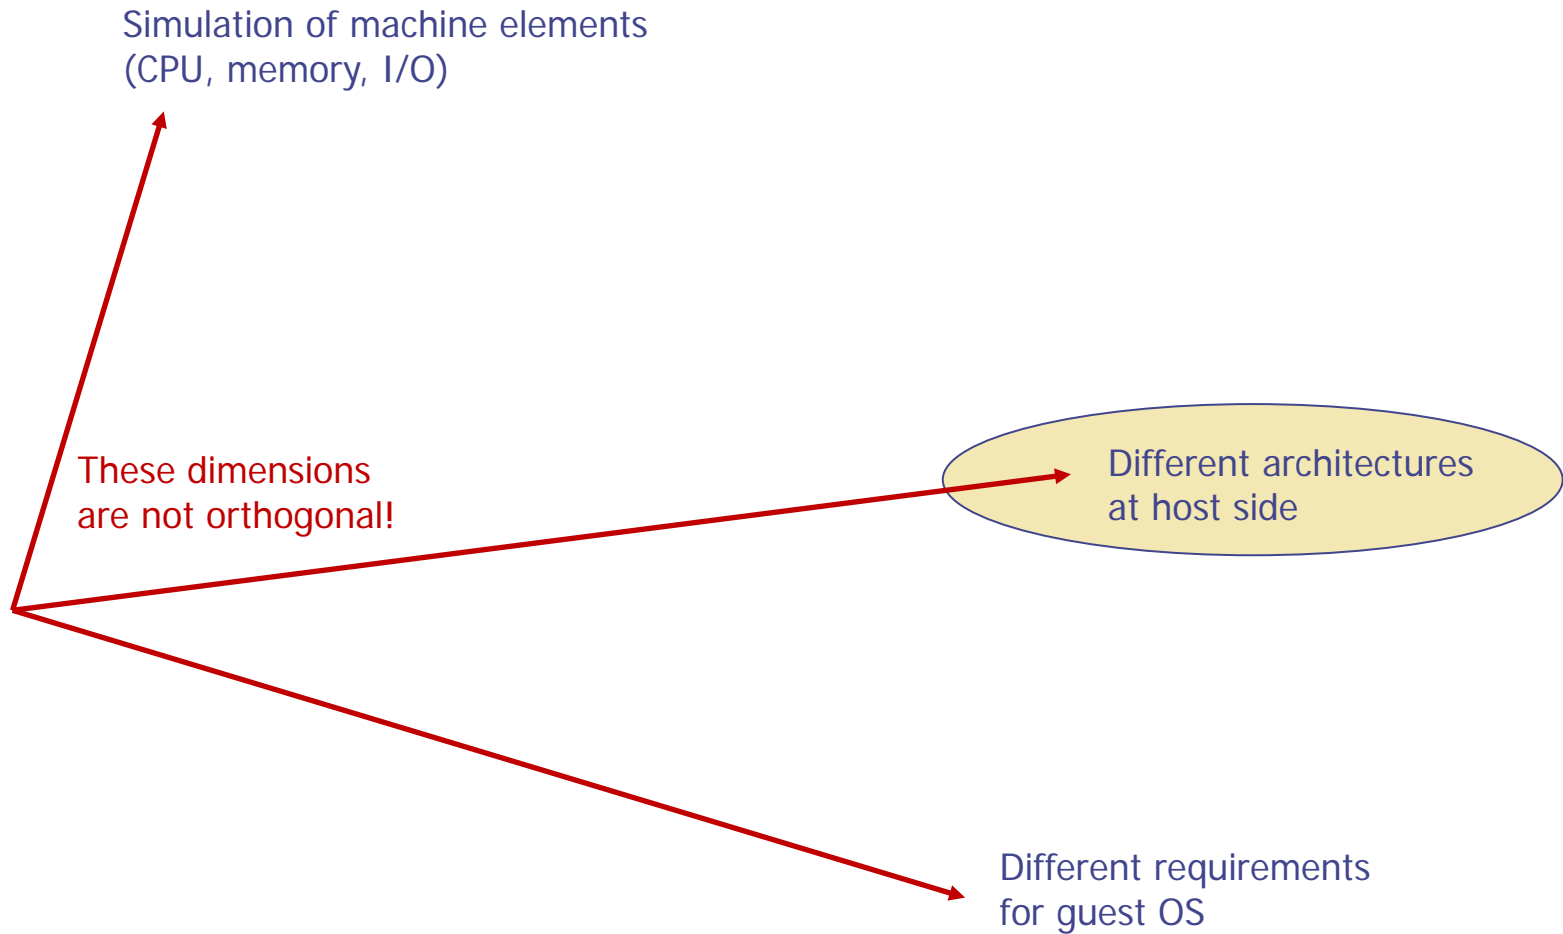 Simulation of machine elements
(CPU, memory, I/O)
These dimensions
are not orthogonal!
Different architectures
at host side
Different requirements
for guest OS